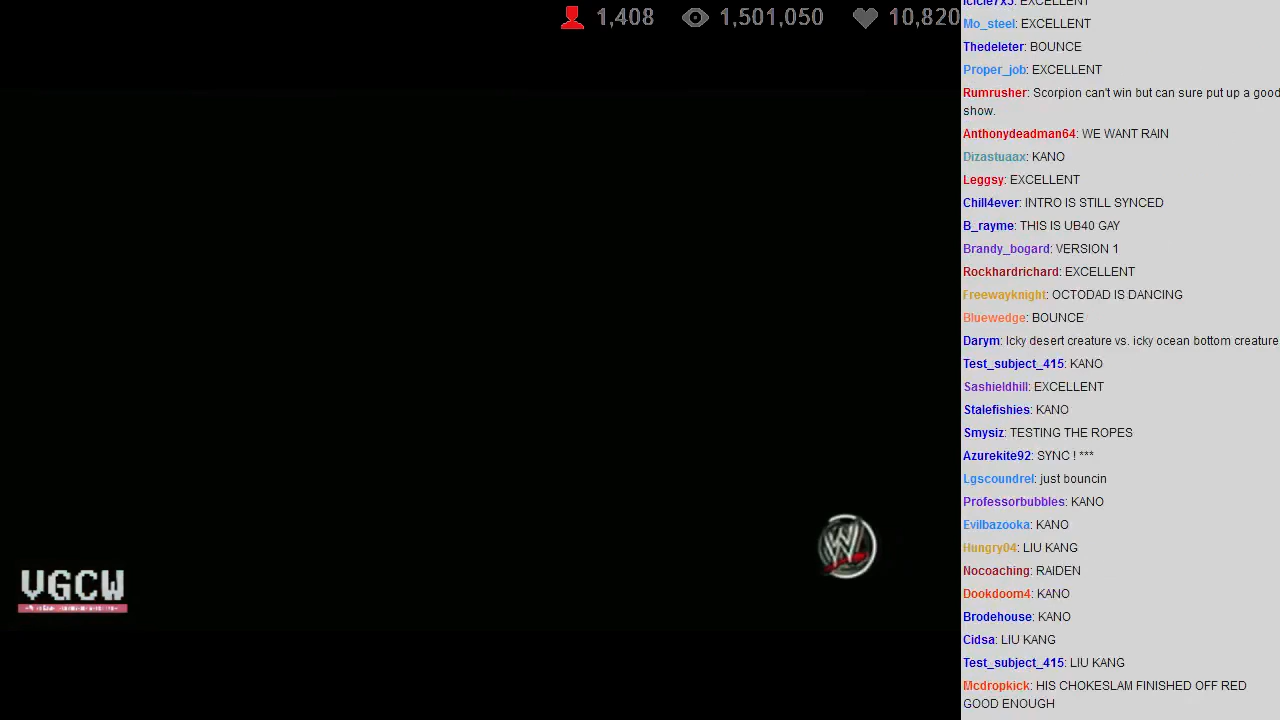 1,408 1,501,050 10,820
Icicle7x3: EXCELLENT
Mo_steel: EXCELLENT
Thedeleter: BOUNCE
Proper_job: EXCELLENT
Rumrusher: Scorpion can't win but can sure put up a good
show.
Anthonydeadman64: WE WANT RAIN
Dizastuaax: KANO
Leggsy: EXCELLENT
Chill4ever: INTRO IS STILL SYNCED
B_rayme: THIS IS UB40 GAY
Brandy_bogard: VERSION 1
Rockhardrichard: EXCELLENT
Freewayknight: OCTODAD IS DANCING
Bluewedge: BOUNCE
Darym: Icky desert creature vs. icky ocean bottom creature
Test_subject_415: KANO
Sashieldhill: EXCELLENT
Stalefishies: KANO
Smysiz: TESTING THE ROPES
Azurekite92: SYNC ! ***
Lgscoundrel: just bouncin
Professorbubbles: KANO
Evilbazooka: KANO
Hungry04: LIU KANG
Nocoaching: RAIDEN
Dookdoom4: KANO
Brodehouse: KANO
Cidsa: LIU KANG
Test_subject_415: LIU KANG
Mcdropkick: HIS CHOKESLAM FINISHED OFF RED
GOOD ENOUGH
W
VGCW